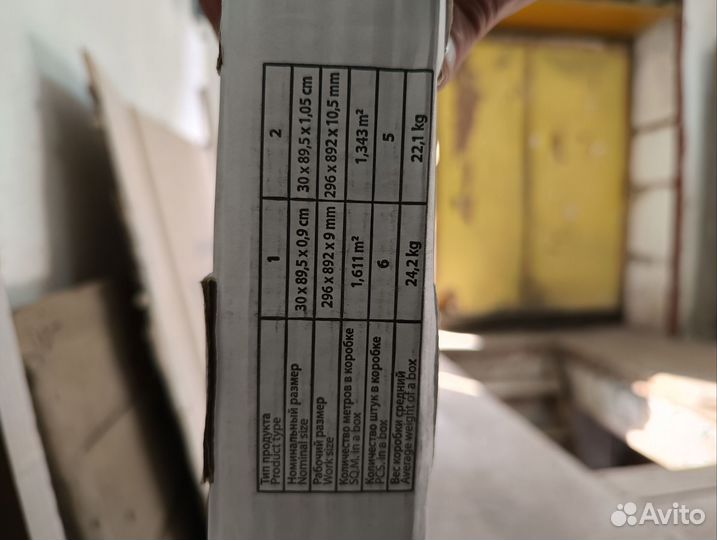 Тип продукта
Product type
1
2
Номинальный размер
Nominal size
30 x 89,5 x 0,9 cm
30 x 89,5 x 1,05 cm
Рабочий размер
Work size
296 x 892 x 9 mm
296 x 892 x 10,5 mm
Количество метров в коробке
SQ.M. in a box
1,611 m²
1,343 m²
Количество штук в коробке
PCS. in a box
6
5
Вес коробки средний
Average weight of a box
24,2 kg
22,1 kg
Avito